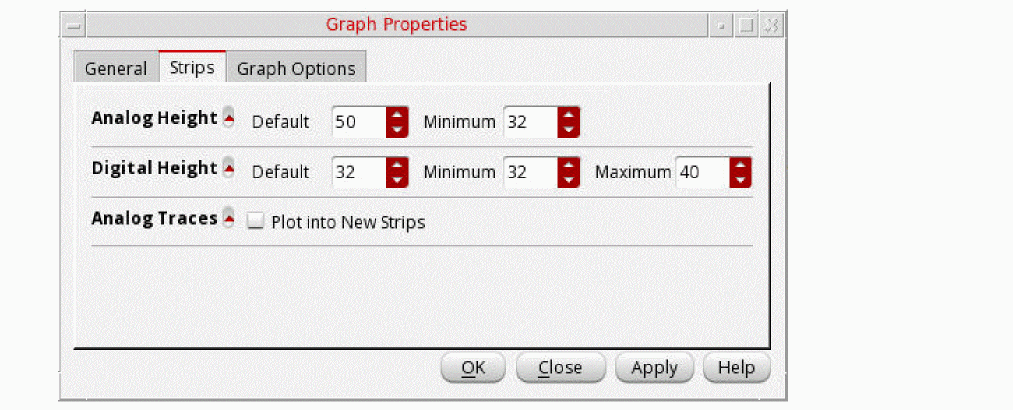 Graph Properties
General Strips Graph Options
Analog Height Default 50 Minimum 32
Digital Height Default 32 Minimum 32 Maximum 40
Analog Traces Plot into New Strips
OK Close Apply Help